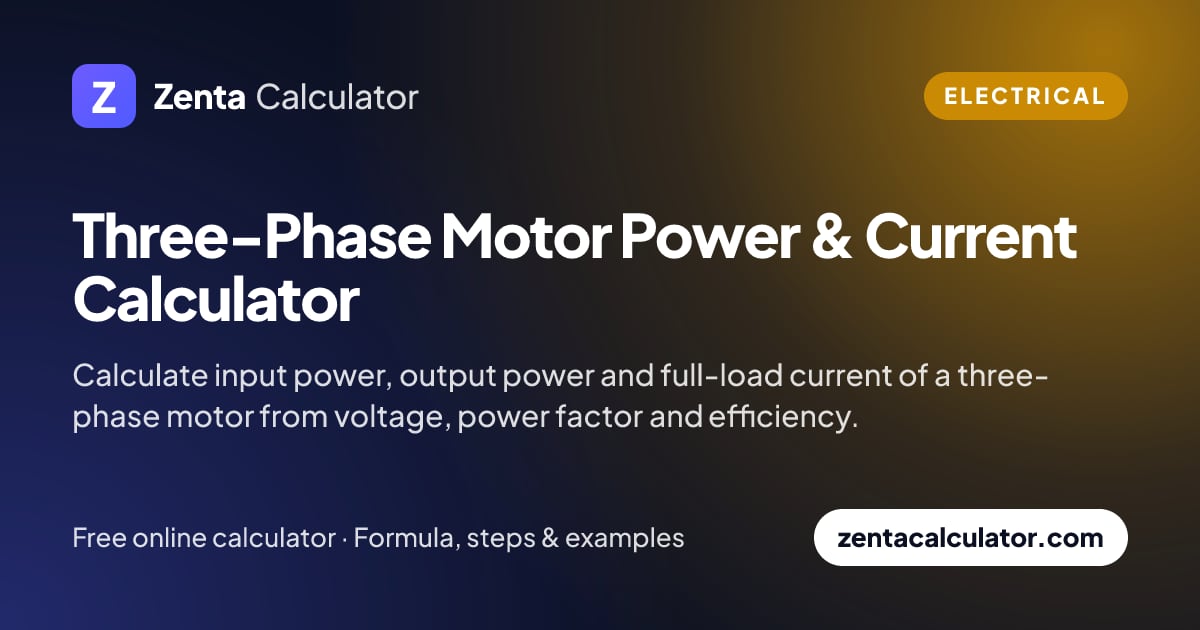 Z Zenta Calculator
ELECTRICAL
Three-Phase Motor Power & Current
Calculator
Calculate input power, output power and full-load current of a three-
phase motor from voltage, power factor and efficiency.
Free online calculator · Formula, steps & examples
zentacalculator.com